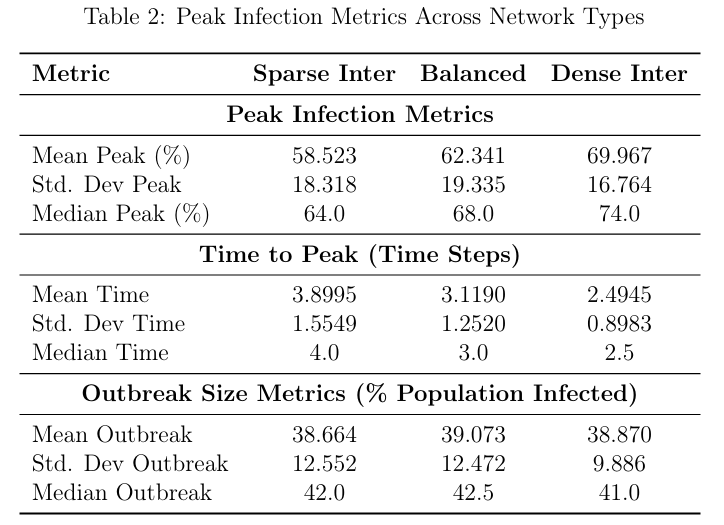 Table 2: Peak Infection Metrics Across Network Types
Metric Sparse Inter Balanced Dense Inter
Peak Infection Metrics
Mean Peak (%) 58.523 62.341 69.967
Std. Dev Peak 18.318 19.335 16.764
Median Peak (%) 64.0 68.0 74.0
Time to Peak (Time Steps)
Mean Time 3.8995 3.1190 2.4945
Std. Dev Time 1.5549 1.2520 0.8983
Median Time 4.0 3.0 2.5
Outbreak Size Metrics (% Population Infected)
Mean Outbreak 38.664 39.073 38.870
Std. Dev Outbreak 12.552 12.472 9.886
Median Outbreak 42.0 42.5 41.0